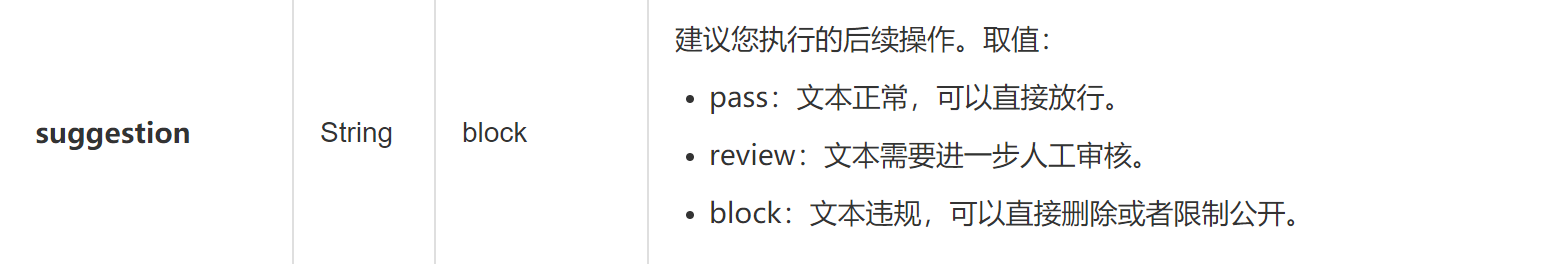 建议您执行的后续操作。取值：
• pass：文本正常，可以直接放行。
suggestion String block
• review：文本需要进一步人工审核。
• block：文本违规，可以直接删除或者限制公开。